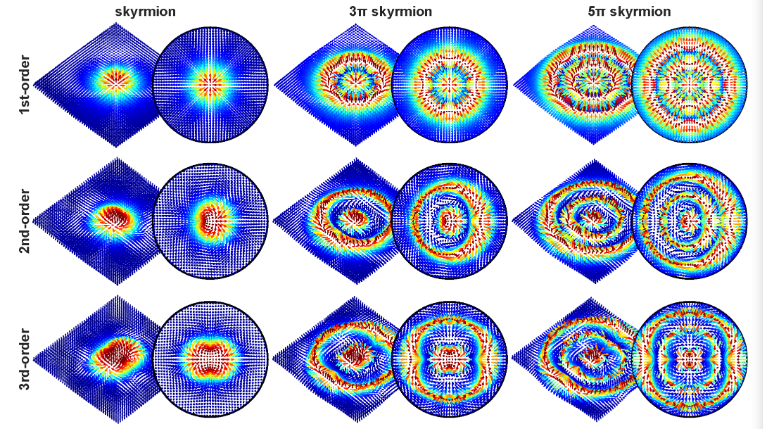 skyrmion 3π skyrmion 5π skyrmion
1st-order
2nd-order
3rd-order